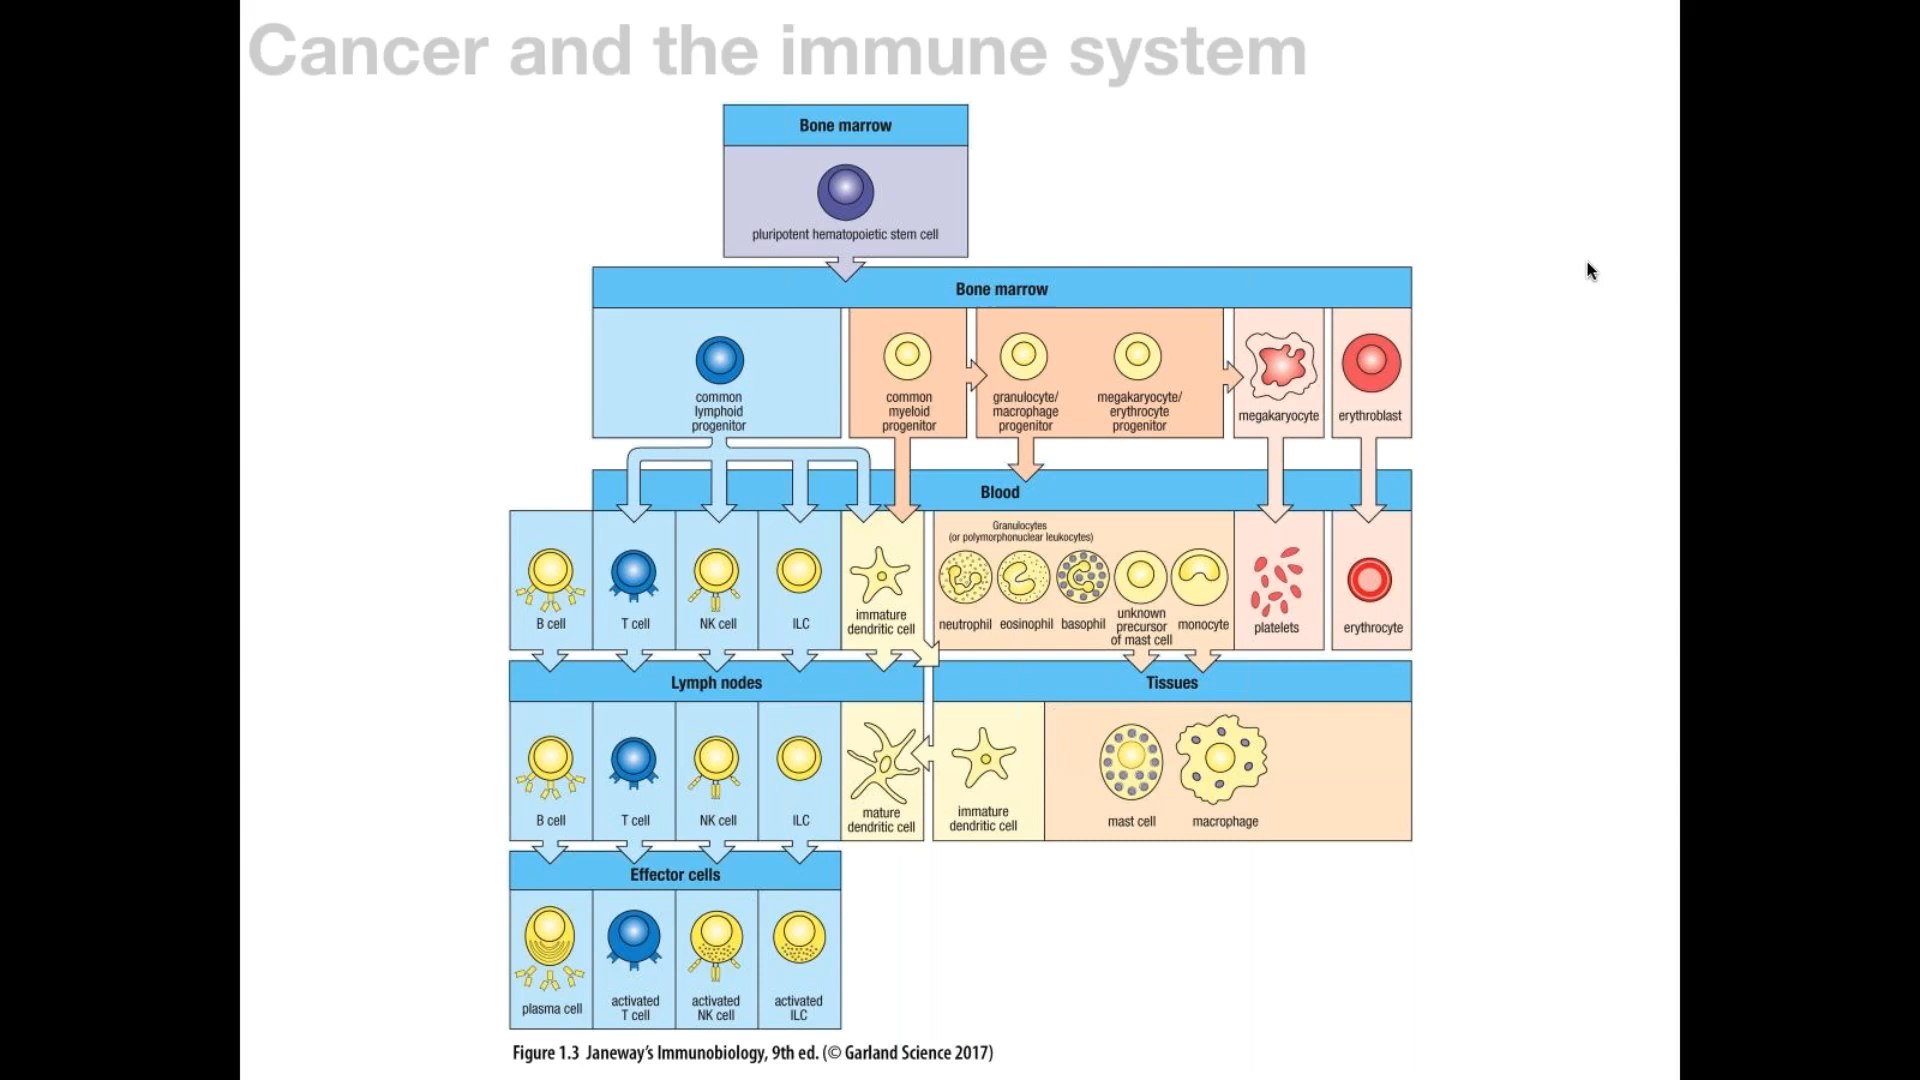 Cancer and the immune system
Bone marrow
pluripotent hematopoietic stem cell
Bone marrow
common
lymphoid
progenitor
common
myeloid
progenitor
granulocyte/
macrophage
progenitor
megakaryocyte/
erythrocyte
progenitor
megakaryocyte
erythroblast
Blood
B cell
T cell
NK cell
ILC
immature
dendritic cell
Granulocytes
(or polymorphonuclear leukocytes)
neutrophil
eosinophil
basophil
unknown
precursor
of mast cell
monocyte
platelets
erythrocyte
Lymph nodes
Tissues
B cell
T cell
NK cell
ILC
mature
dendritic cell
immature
dendritic cell
mast cell
macrophage
Effector cells
plasma cell
activated
T cell
activated
NK cell
activated
ILC
Figure 1.3 Janeway's Immunobiology, 9th ed. (© Garland Science 2017)